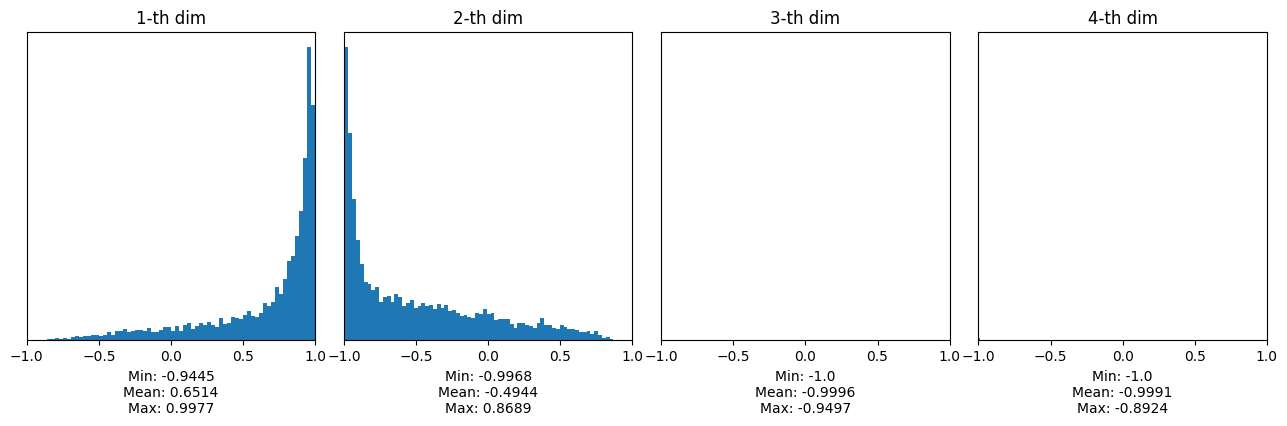 1-th dim
2-th dim
3-th dim
4-th dim
−1.0 −0.5 0.0 0.5 1.0
−1.0 −0.5 0.0 0.5 1.0
−1.0 −0.5 0.0 0.5 1.0
−1.0 −0.5 0.0 0.5 1.0
Min: -0.9445
Mean: 0.6514
Max: 0.9977
Min: -0.9968
Mean: -0.4944
Max: 0.8689
Min: -1.0
Mean: -0.9996
Max: -0.9497
Min: -1.0
Mean: -0.9991
Max: -0.8924